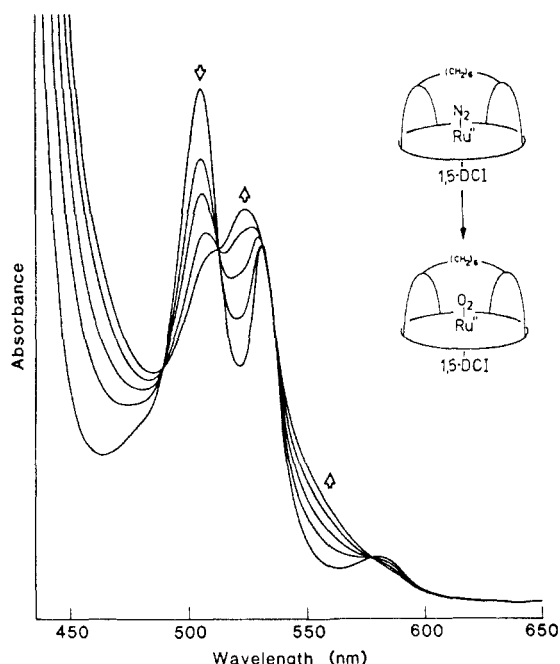 Absorbance
(CH₂)₆
N₂
Ru"
1,5-DCI
(CH₂)₆
O₂
Ru"
1,5-DCI
450
500
550
600
650
Wavelength (nm)